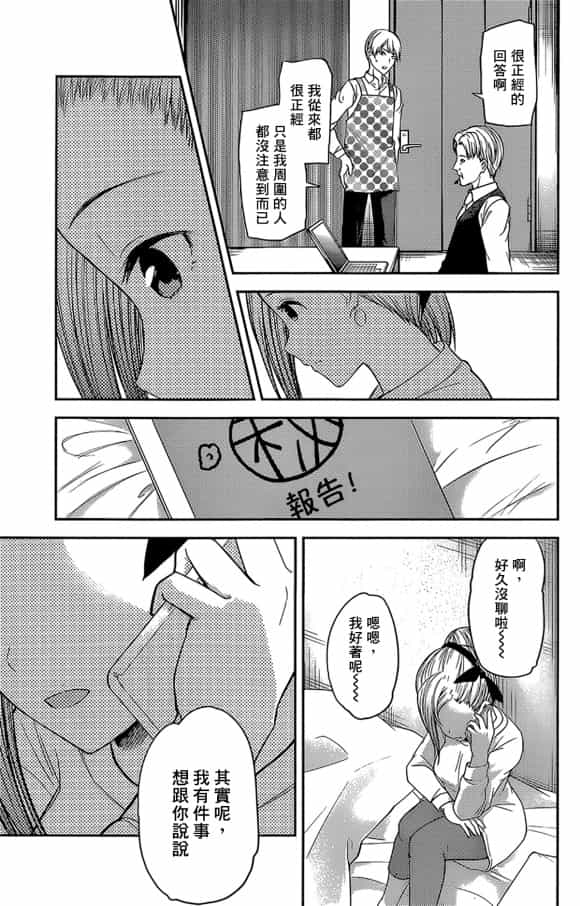 很正經的
回答啊
我從來都
很正經
只是我周圍的人
都沒注意到而已
秘
報告！
啊，
好久沒聊啦～
嗯嗯，
我好著呢～
其實呢，
我有件事
想跟你說說